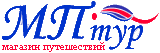 МПтур
магазин путешествий